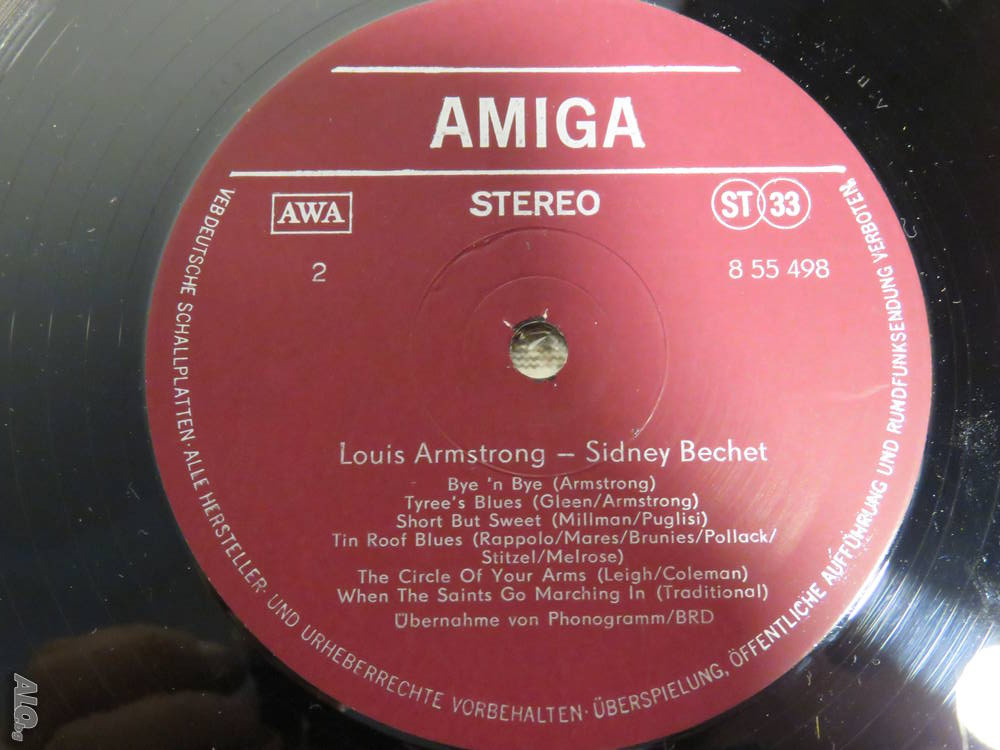 AMIGA
STEREO
AWA
ST 33
2
8 55 498
Louis Armstrong – Sidney Bechet
Bye 'n Bye (Armstrong)
Tyree's Blues (Gleen/Armstrong)
Short But Sweet (Millman/Puglisi)
Tin Roof Blues (Rappolo/Mares/Brunies/Pollack/
Stitzel/Melrose)
The Circle Of Your Arms (Leigh/Coleman)
When The Saints Go Marching In (Traditional)
Übernahme von Phonogramm/BRD
VEB DEUTSCHE SCHALLPLATTEN · ALLE HERSTELLER- UND URHEBERRECHTE VORBEHALTEN · ÜBERSPIELUNG, ÖFFENTLICHE AUFFÜHRUNG UND RUNDFUNKSENDUNG VERBOTEN.
ALO.bg